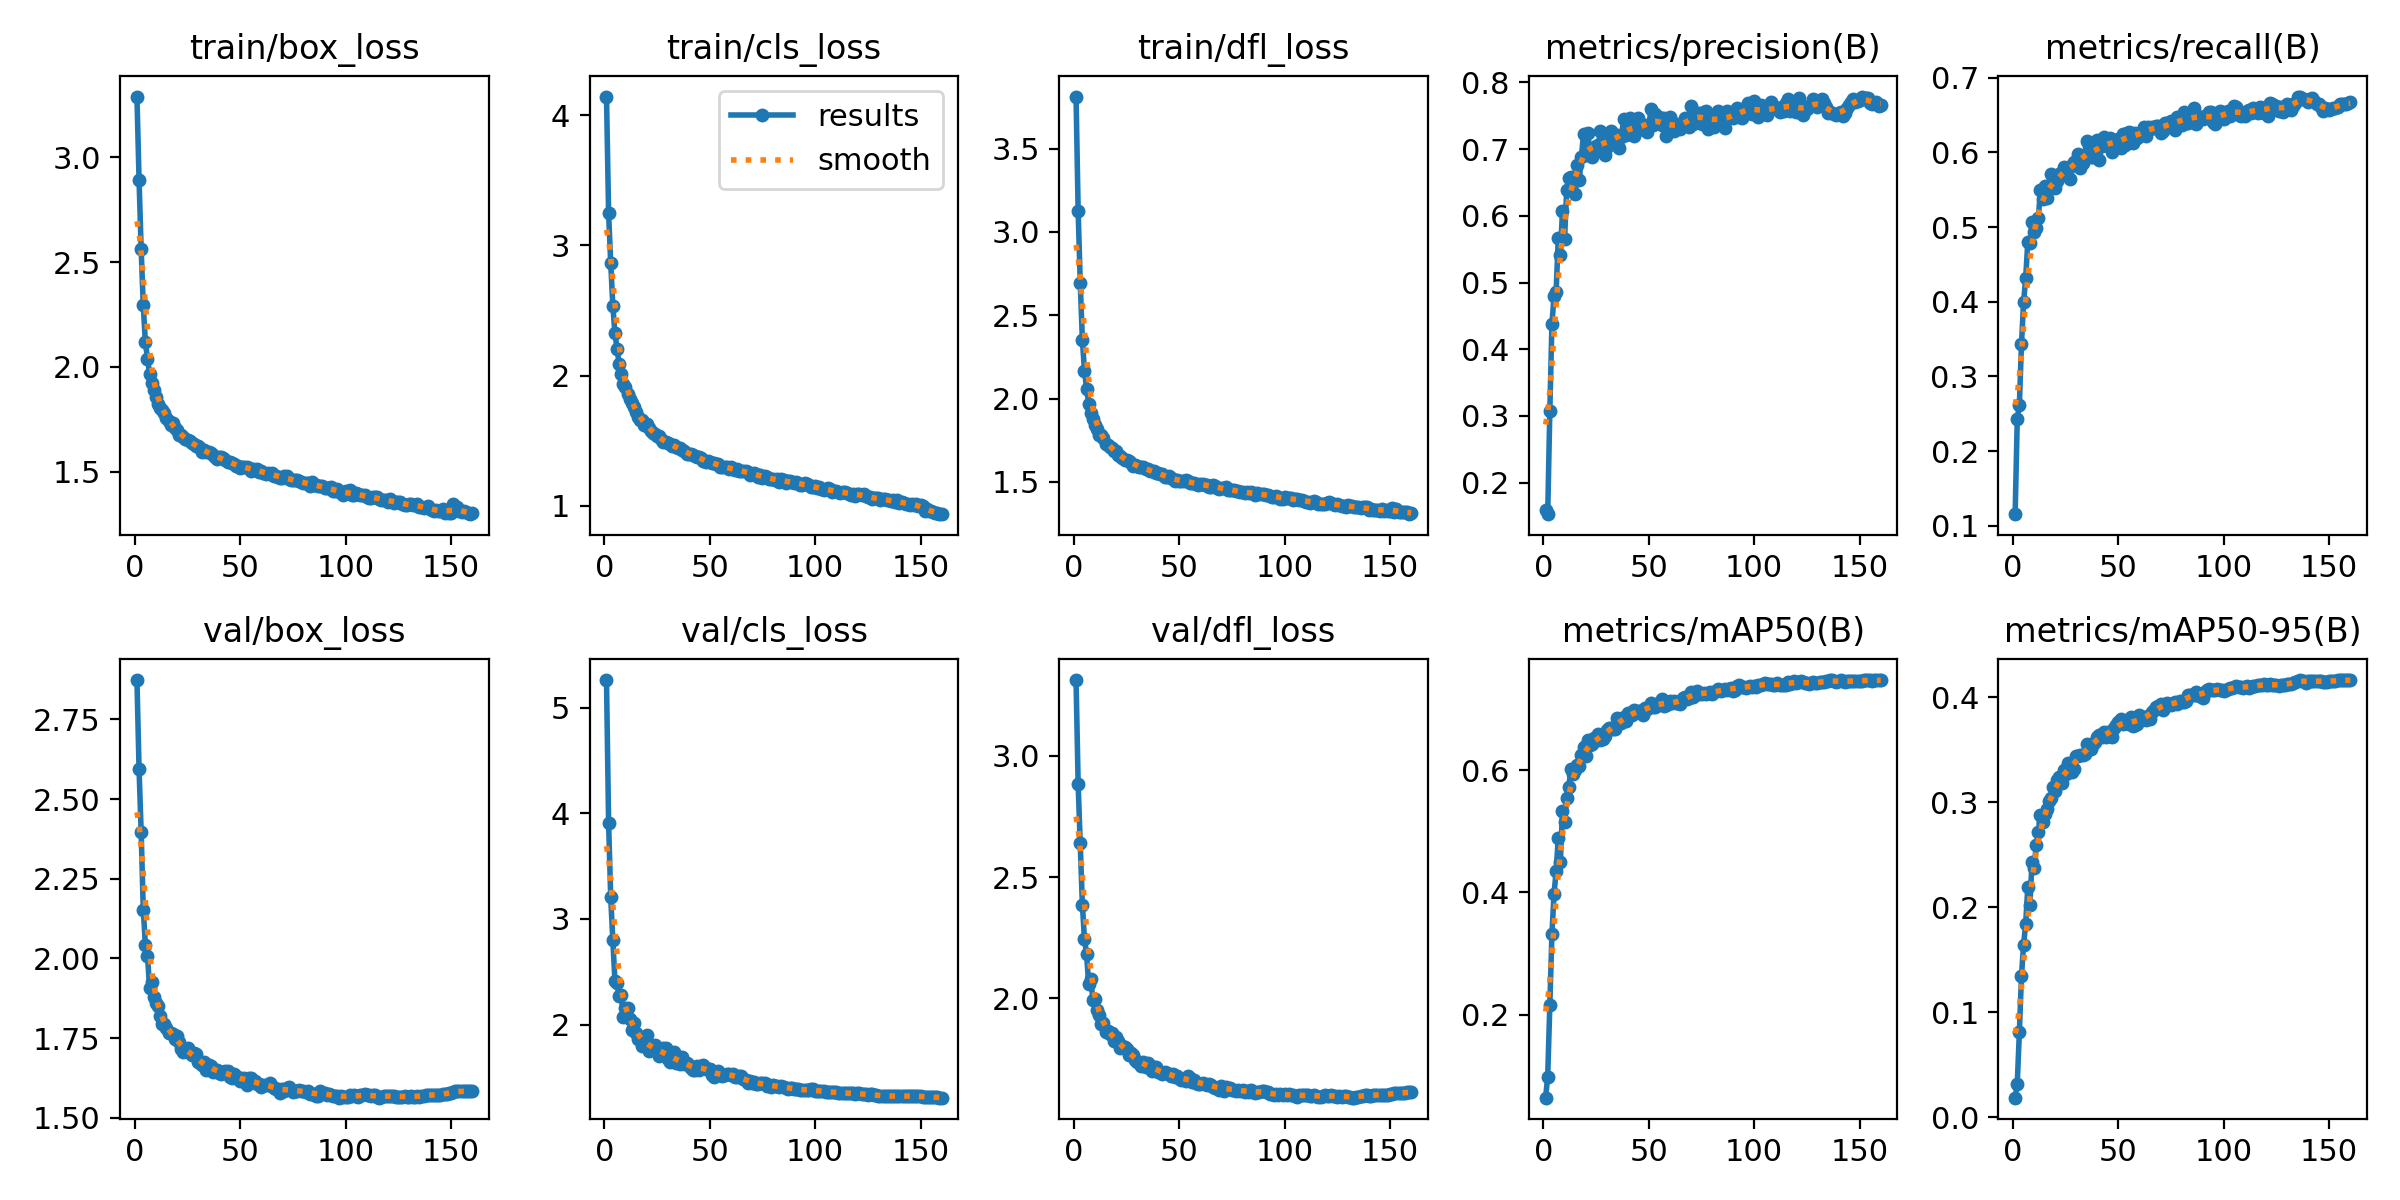 train/box_loss
3.0
2.5
2.0
1.5
0 50 100 150
train/cls_loss
results
smooth
4
3
2
1
0 50 100 150
train/dfl_loss
3.5
3.0
2.5
2.0
1.5
0 50 100 150
metrics/precision(B)
0.8
0.7
0.6
0.5
0.4
0.3
0.2
0 50 100 150
metrics/recall(B)
0.7
0.6
0.5
0.4
0.3
0.2
0.1
0 50 100 150
val/box_loss
2.75
2.50
2.25
2.00
1.75
1.50
0 50 100 150
val/cls_loss
5
4
3
2
0 50 100 150
val/dfl_loss
3.0
2.5
2.0
0 50 100 150
metrics/mAP50(B)
0.6
0.4
0.2
0 50 100 150
metrics/mAP50-95(B)
0.4
0.3
0.2
0.1
0.0
0 50 100 150